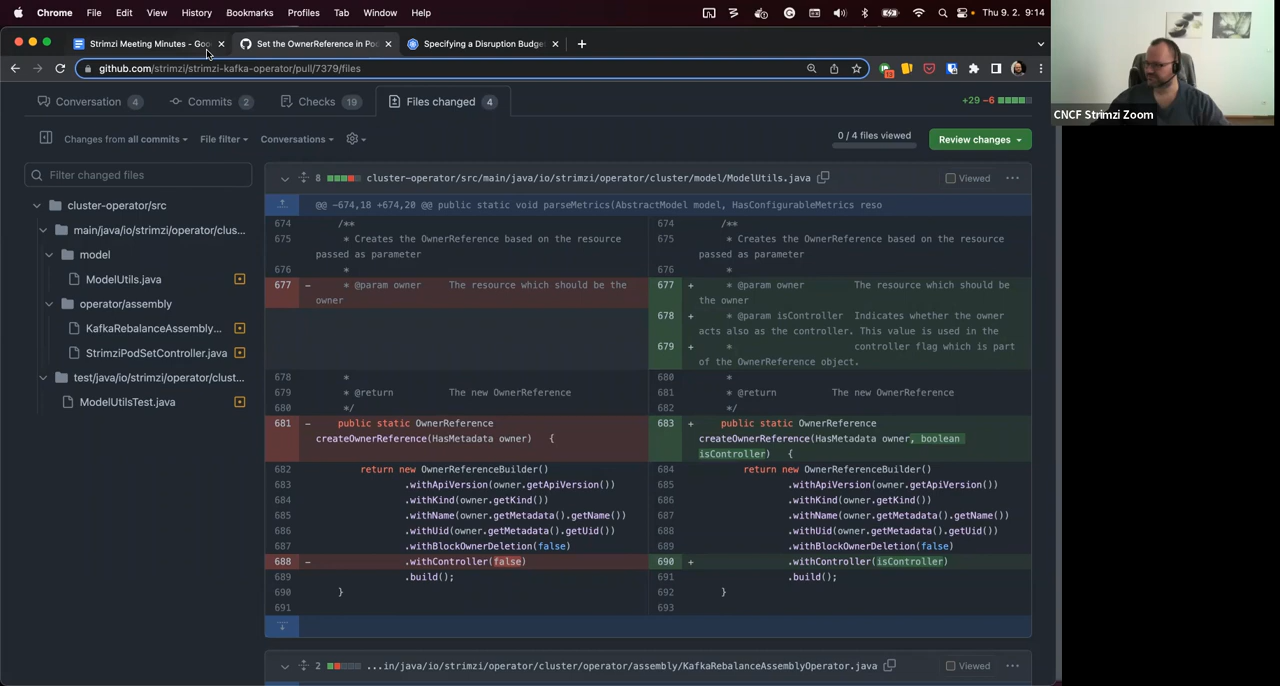 Chrome File Edit View History Bookmarks Profiles Tab Window Help Thu 9. 2. 9:14
Strimzi Meeting Minutes - Goo
Set the OwnerReference in Po
Specifying a Disruption Budge
github.com/strimzi/strimzi-kafka-operator/pull/7379/files
13
Conversation 4
Commits 2
Checks 19
Files changed 4
+29 −6
Changes from all commits
File filter
Conversations
0 / 4 files viewed
Review changes
Filter changed files
cluster-operator/src
main/java/io/strimzi/operator/clus...
model
ModelUtils.java
operator/assembly
KafkaRebalanceAssembly...
StrimziPodSetController.java
test/java/io/strimzi/operator/clust...
ModelUtilsTest.java
8 cluster-operator/src/main/java/io/strimzi/operator/cluster/model/ModelUtils.java Viewed
@@ -674,18 +674,20 @@ public static void parseMetrics(AbstractModel model, HasConfigurableMetrics reso
674 /**
675 * Creates the OwnerReference based on the resource
passed as parameter
676 *
677 - * @param owner The resource which should be the
owner
678 *
679 * @return The new OwnerReference
680 */
681 - public static OwnerReference
createOwnerReference(HasMetadata owner) {
682 return new OwnerReferenceBuilder()
683 .withApiVersion(owner.getApiVersion())
684 .withKind(owner.getKind())
685 .withName(owner.getMetadata().getName())
686 .withUid(owner.getMetadata().getUid())
687 .withBlockOwnerDeletion(false)
688 - .withController(false)
689 .build();
690 }
691
674 /**
675 * Creates the OwnerReference based on the resource
passed as parameter
676 *
677 + * @param owner The resource which should be
the owner
678 + * @param isController Indicates whether the owner
acts also as the controller. This value is used in the
679 + * controller flag which is part
of the OwnerReference object.
680 *
681 * @return The new OwnerReference
682 */
683 + public static OwnerReference
createOwnerReference(HasMetadata owner, boolean
isController) {
684 return new OwnerReferenceBuilder()
685 .withApiVersion(owner.getApiVersion())
686 .withKind(owner.getKind())
687 .withName(owner.getMetadata().getName())
688 .withUid(owner.getMetadata().getUid())
689 .withBlockOwnerDeletion(false)
690 + .withController(isController)
691 .build();
692 }
693
2 ...in/java/io/strimzi/operator/cluster/operator/assembly/KafkaRebalanceAssemblyOperator.java Viewed
CNCF Strimzi Zoom